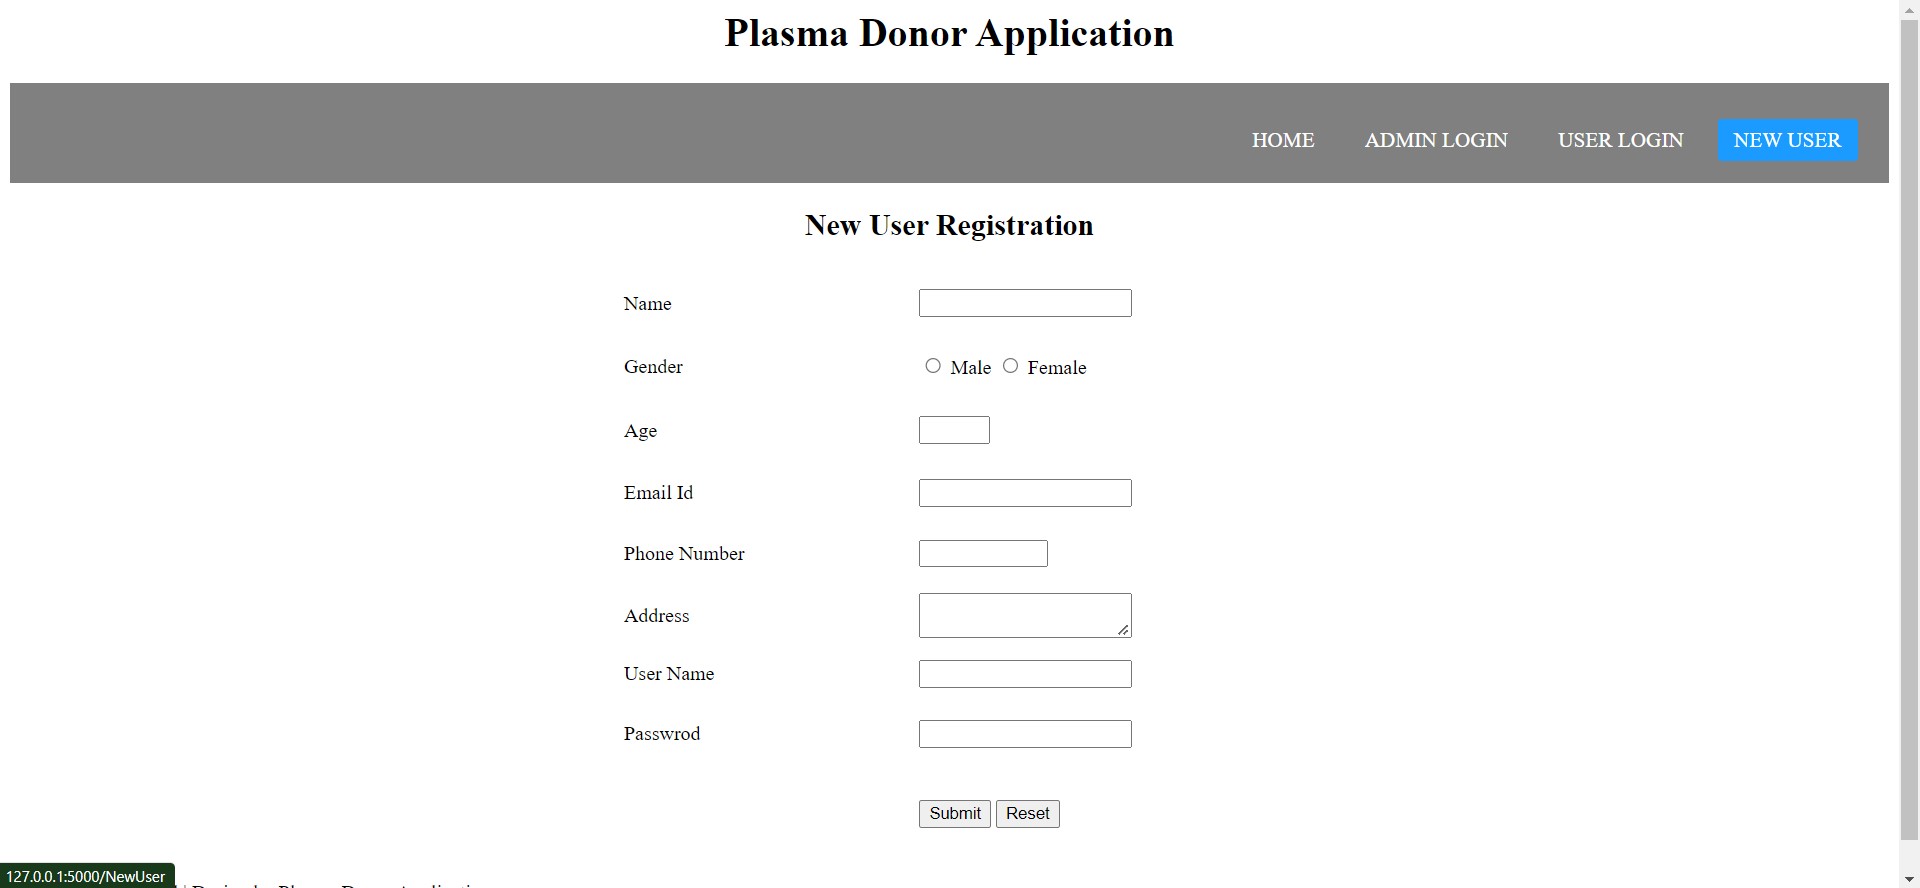 Plasma Donor Application
HOME ADMIN LOGIN USER LOGIN NEW USER
New User Registration
Name
Gender Male Female
Age
Email Id
Phone Number
Address
User Name
Passwrod
Submit Reset
127.0.0.1:5000/NewUser